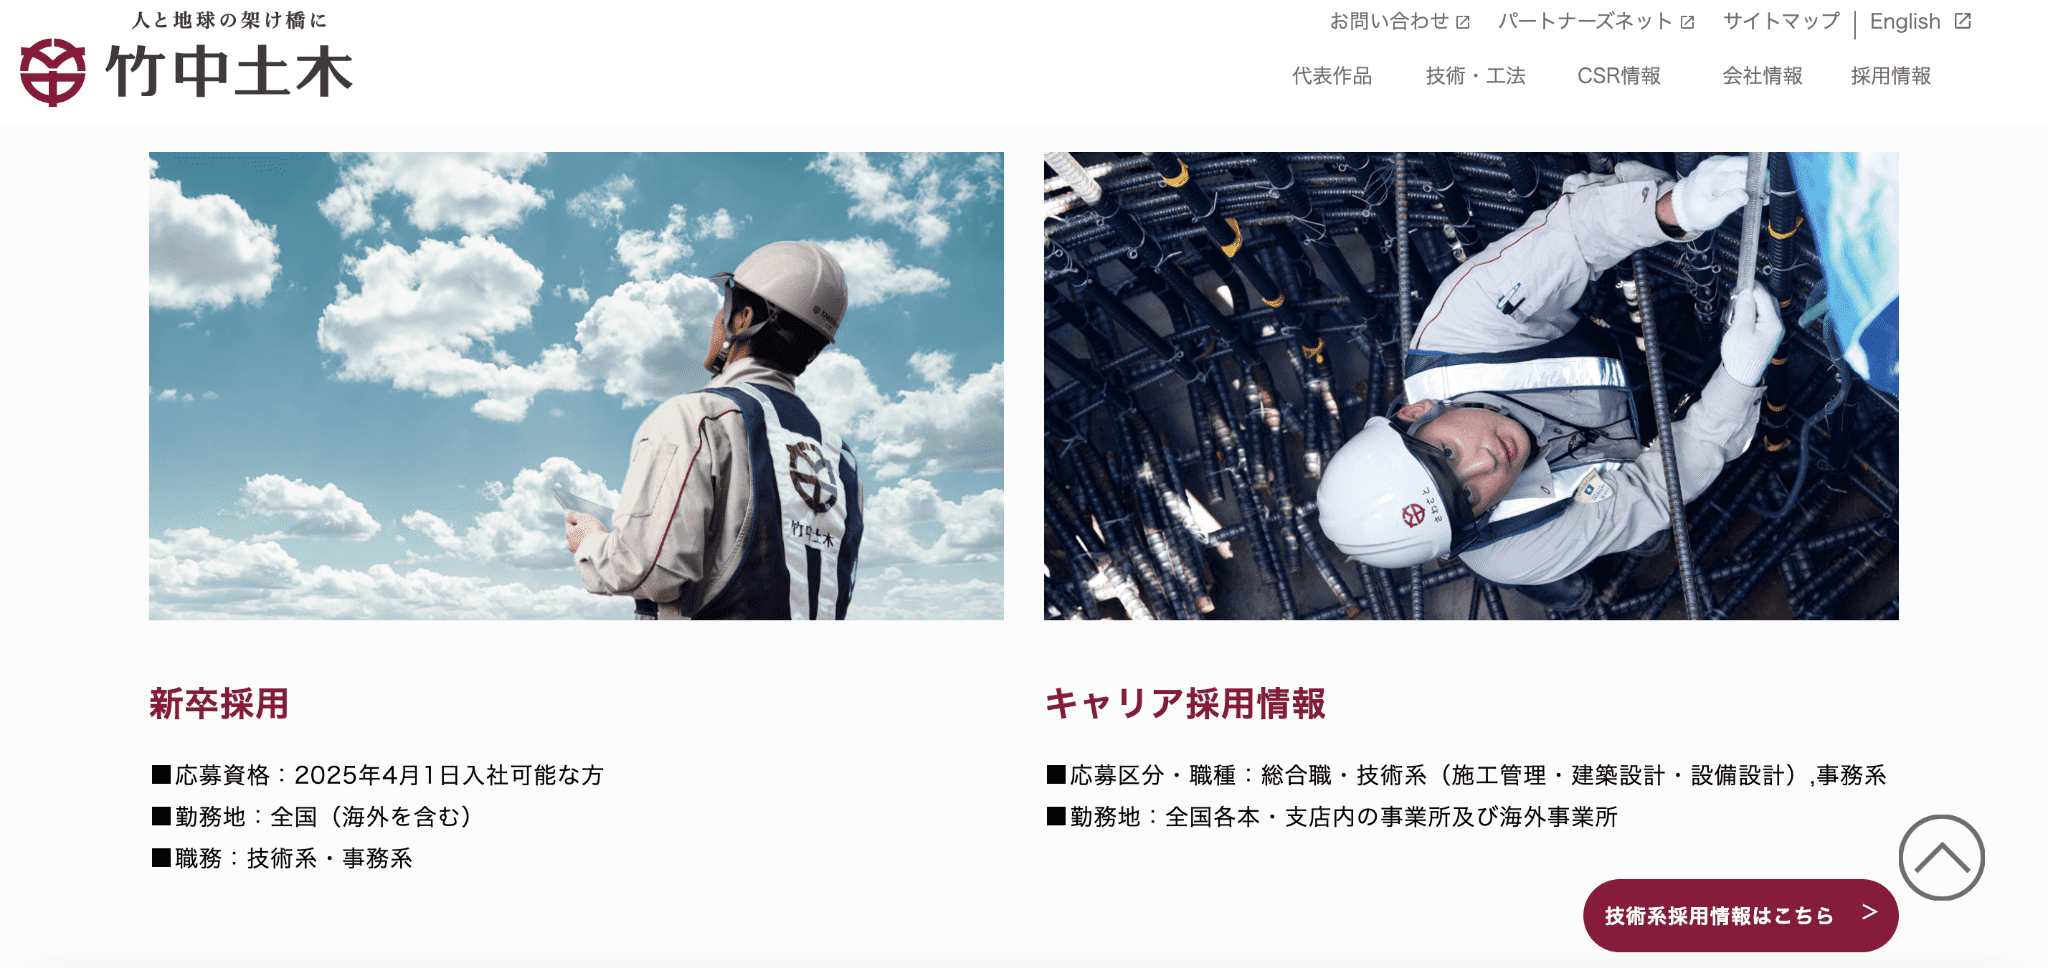 人と地球の架け橋に
竹中土木
お問い合わせ パートナーズネット サイトマップ English
代表作品 技術・工法 CSR情報 会社情報 採用情報
竹中土木
新卒採用
■応募資格：2025年4月1日入社可能な方
■勤務地：全国（海外を含む）
■職務：技術系・事務系
キャリア採用情報
■応募区分・職種：総合職・技術系（施工管理・建築設計・設備設計）,事務系
■勤務地：全国各本・支店内の事業所及び海外事業所
技術系採用情報はこちら >